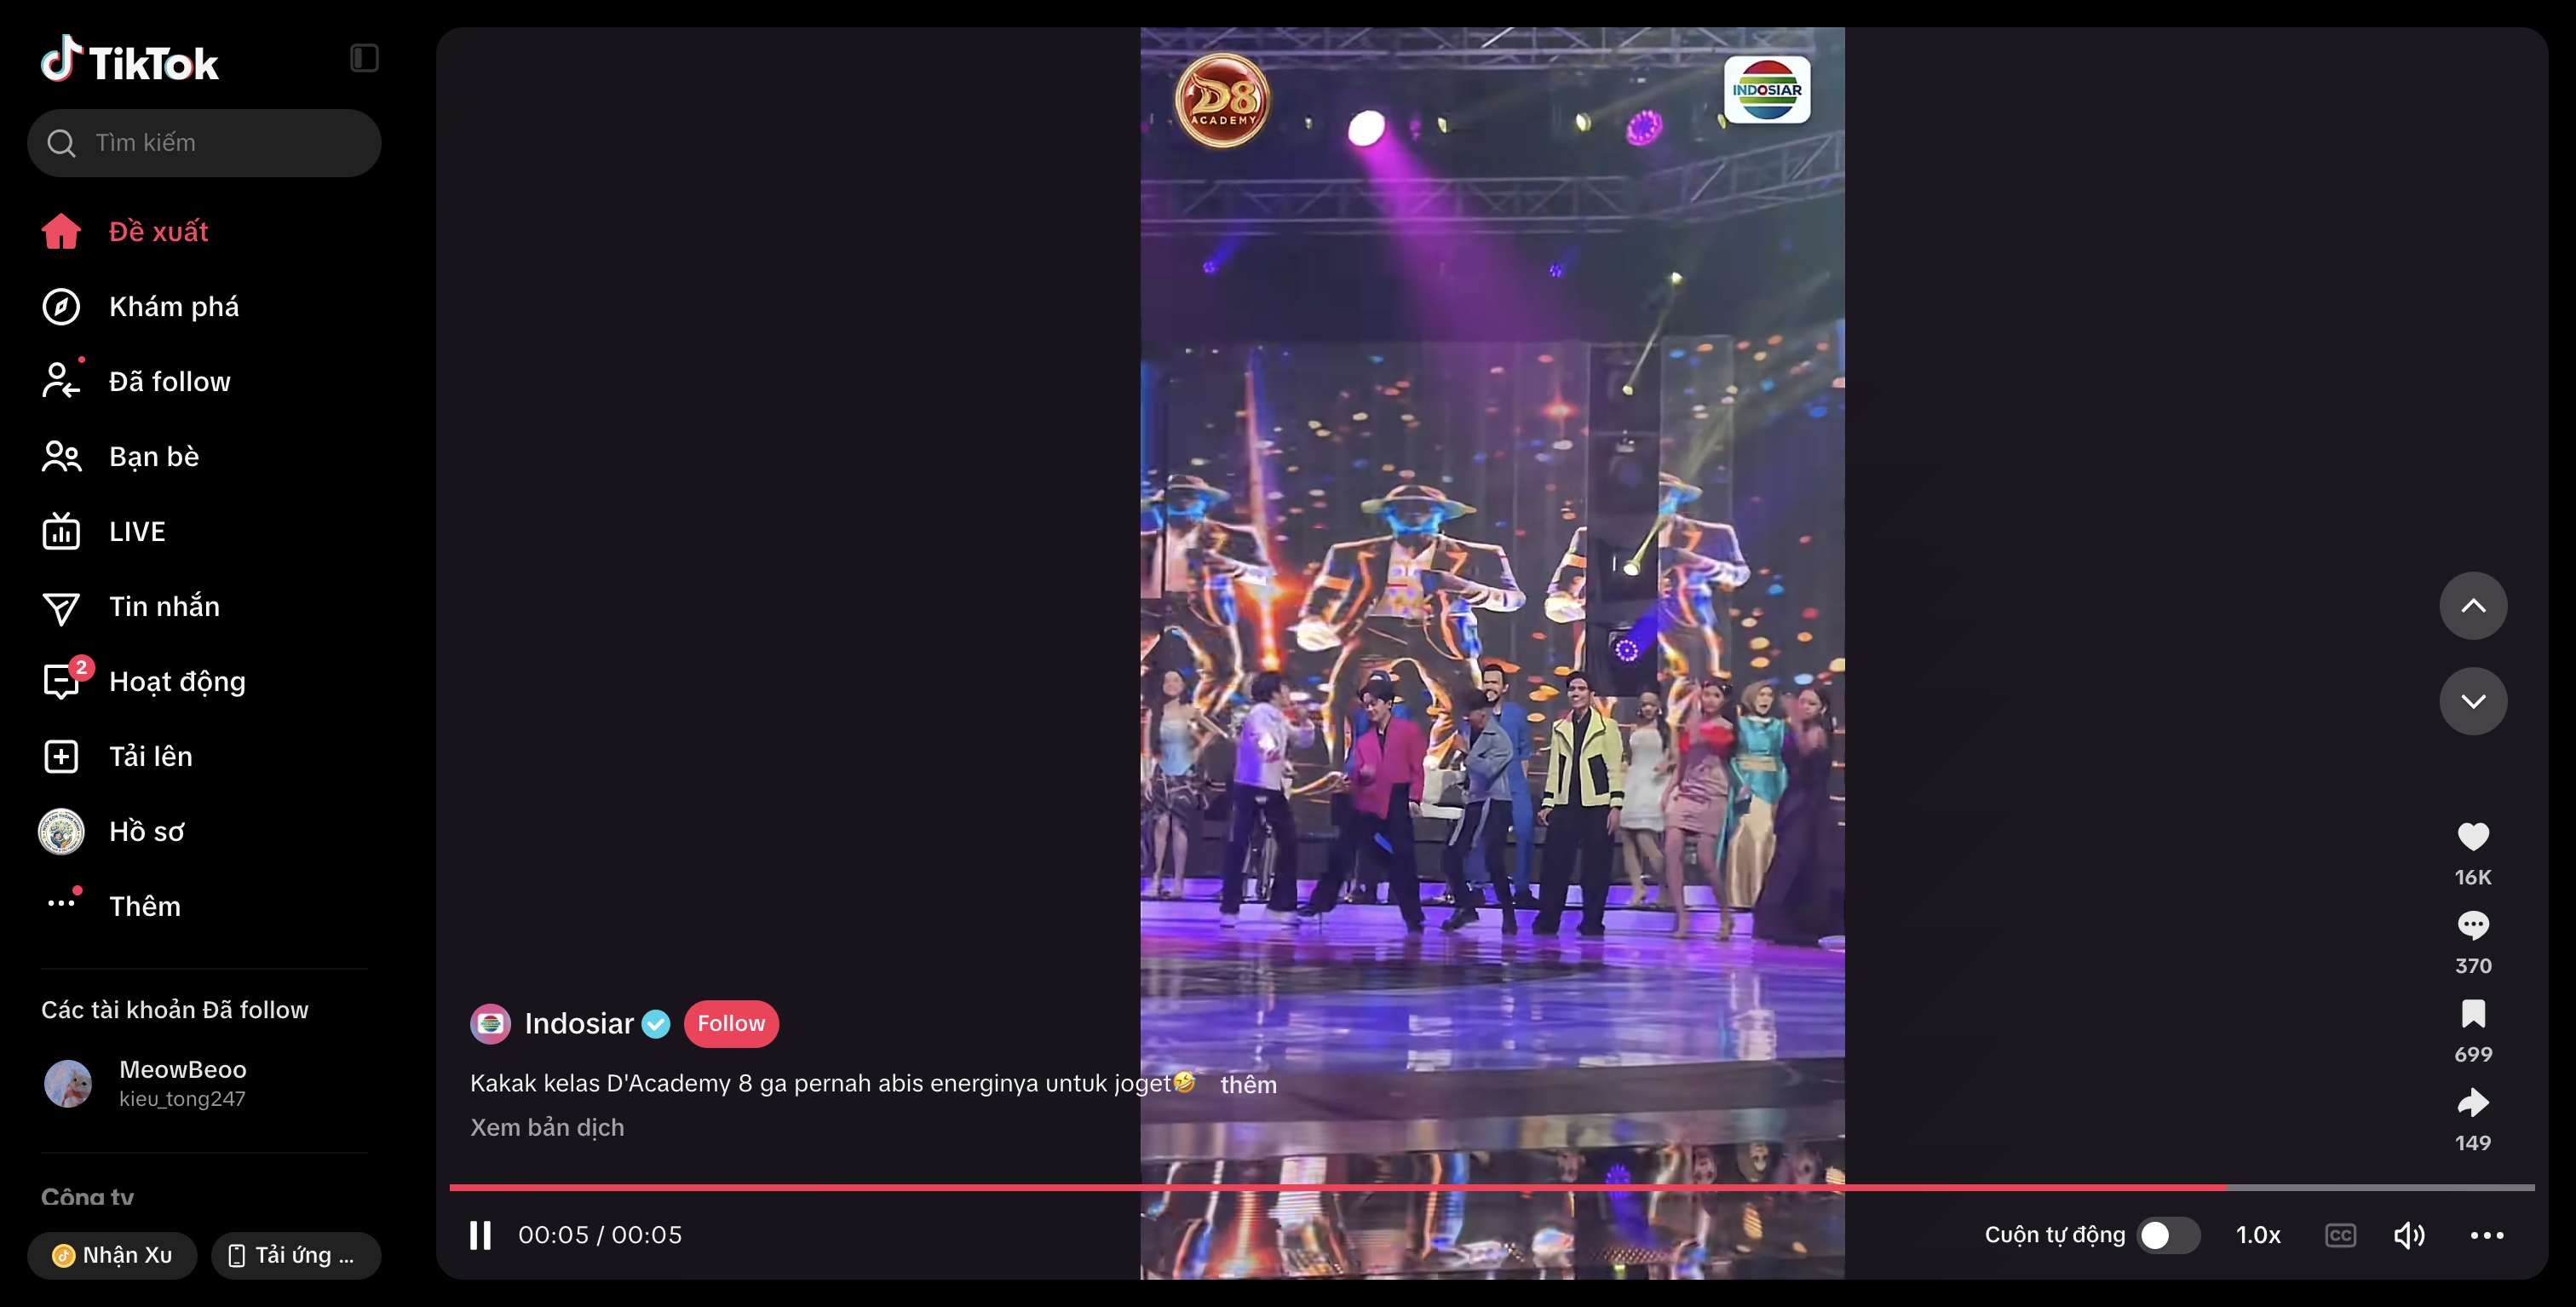 TikTok
Tìm kiếm
Đề xuất
Khám phá
Đã follow
Bạn bè
LIVE
Tin nhắn
2
Hoạt động
Tải lên
Hồ sơ
Thêm
Các tài khoản Đã follow
MeowBeoo
kieu_tong247
Công ty
Nhận Xu
Tải ứng ...
D8
ACADEMY
INDOSIAR
Indosiar
Follow
Kakak kelas D'Academy 8 ga pernah abis energinya untuk joget🤣 thêm
Xem bản dịch
00:05 / 00:05
16K
370
699
149
Cuộn tự động
1.0x
CC